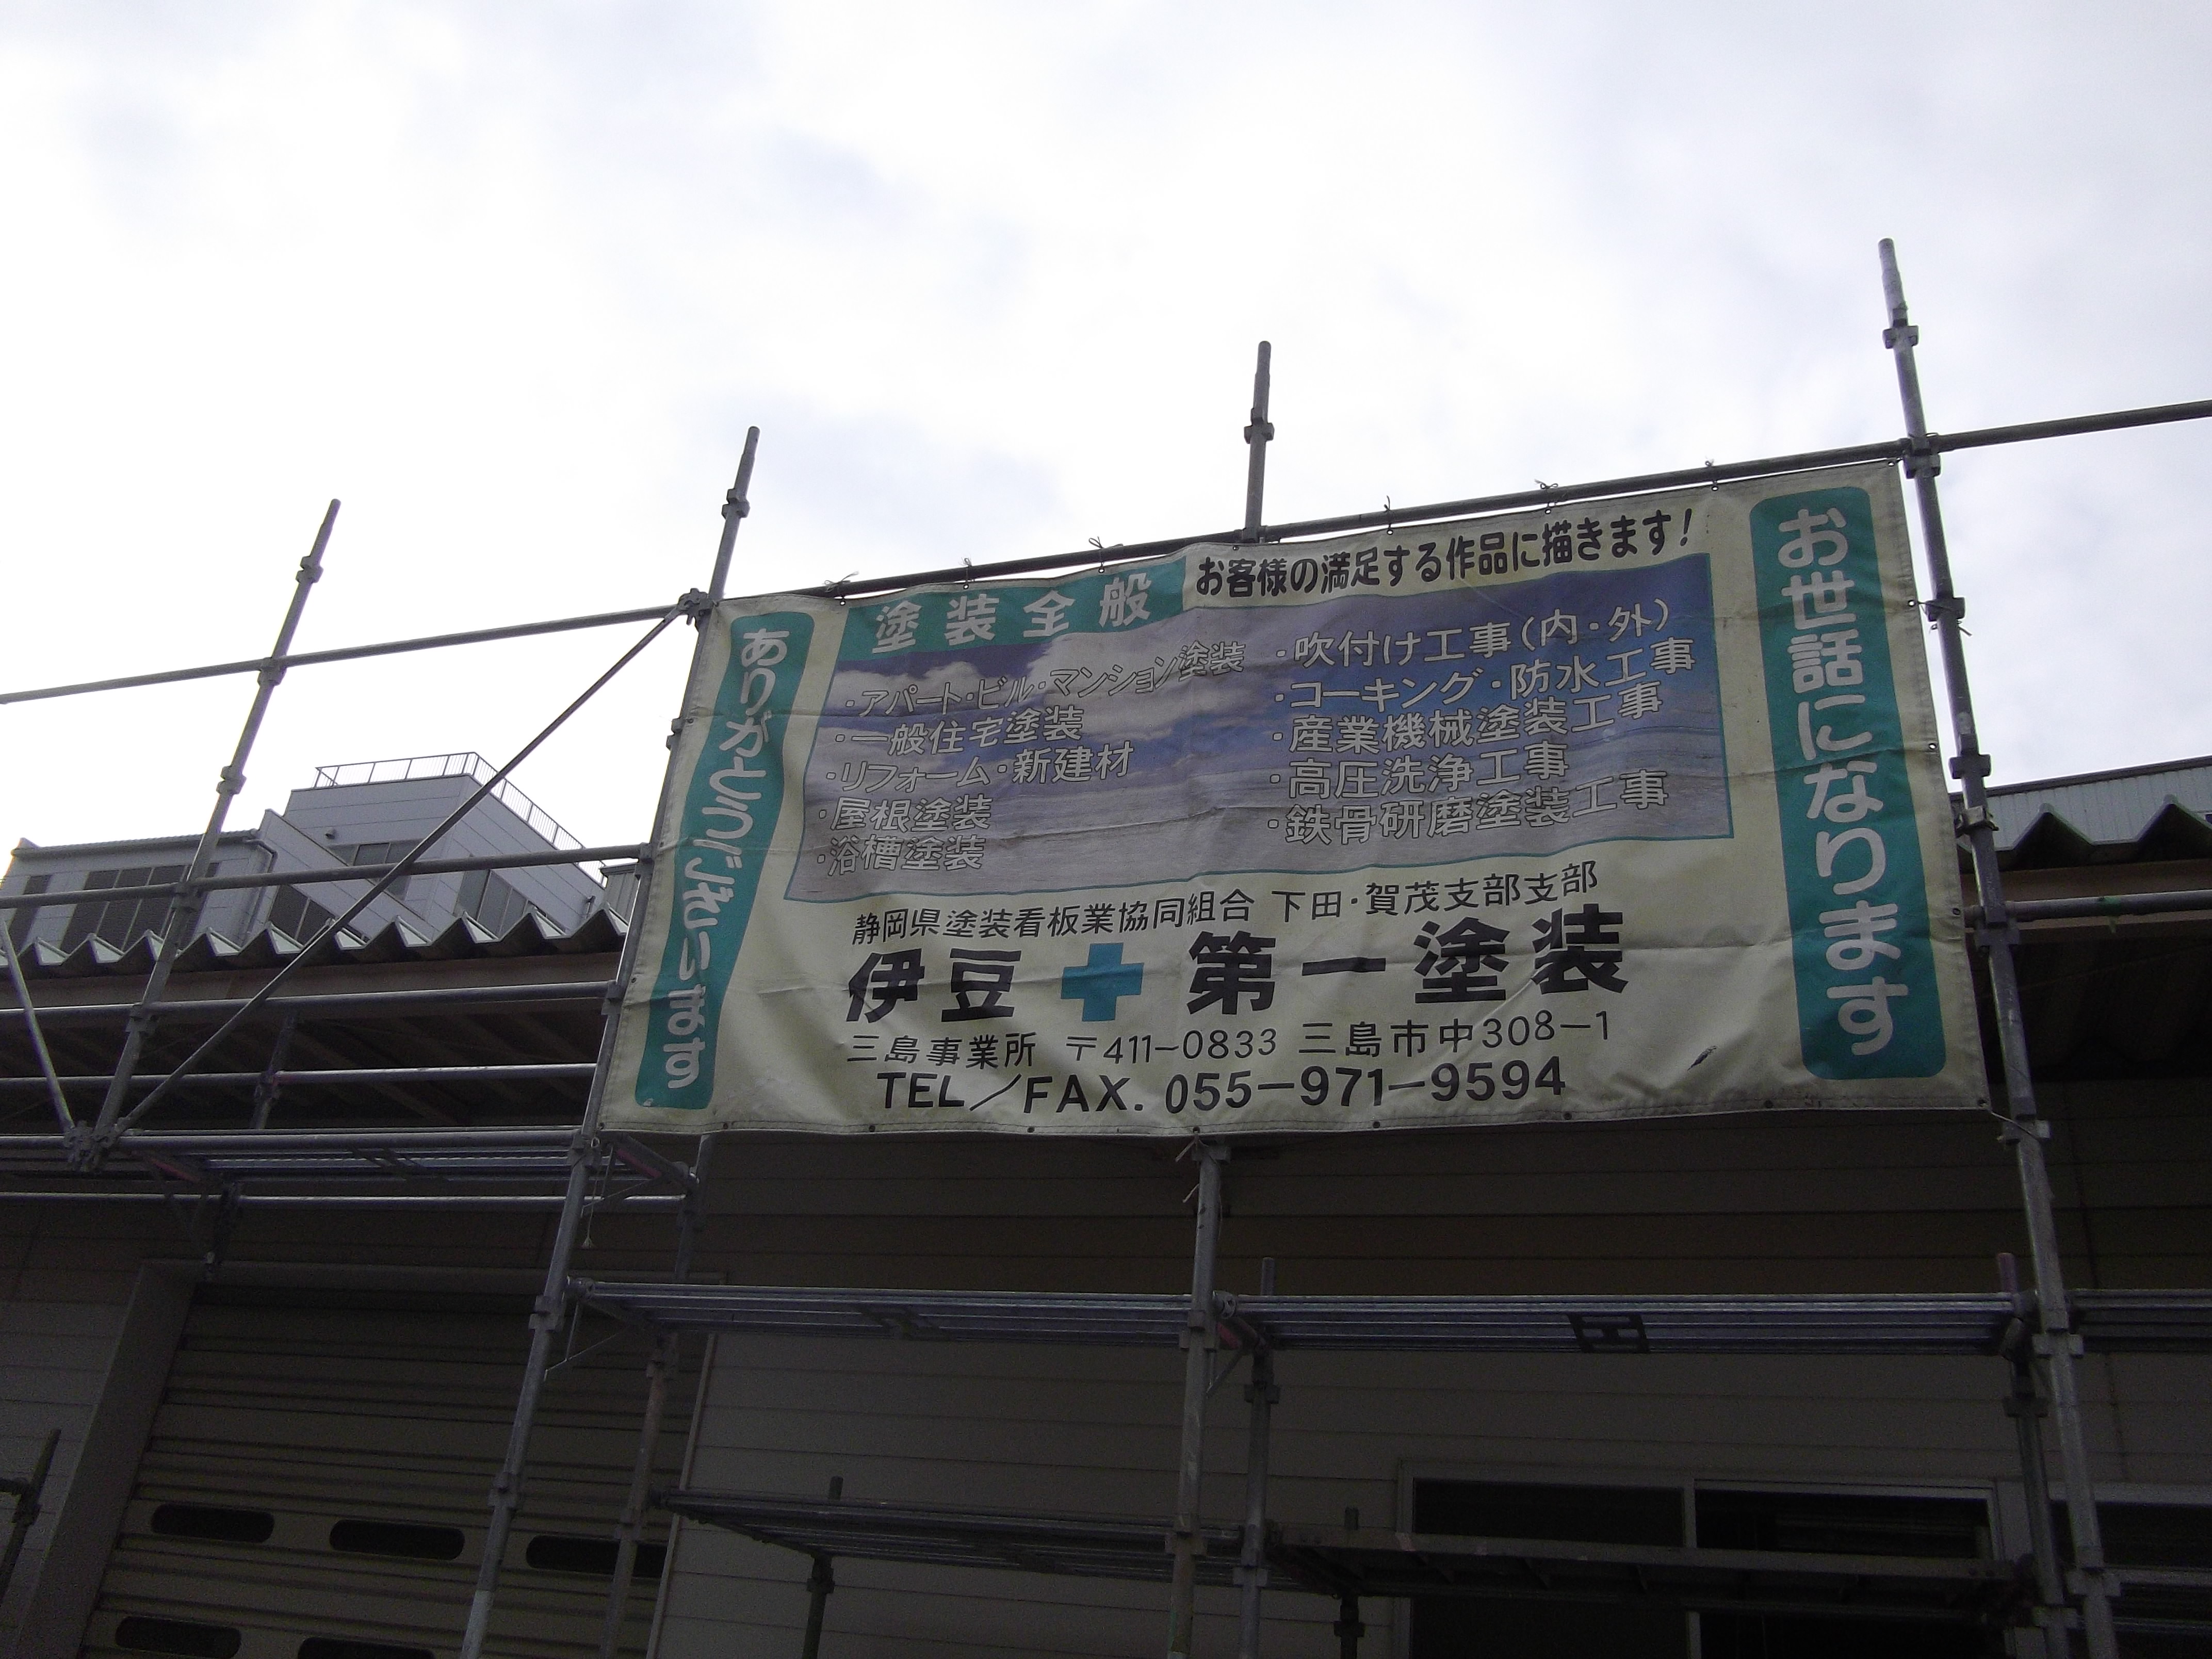 ありがとうございます
塗装全般
お客様の満足する作品に描きます!
・アパート・ビル・マンション塗装
・一般住宅塗装
・リフォーム・新建材
・屋根塗装
・浴槽塗装
・吹付け工事(内・外)
・コーキング・防水工事
・産業機械塗装工事
・高圧洗浄工事
・鉄骨研磨塗装工事
静岡県塗装看板業協同組合 下田・賀茂支部支部
伊豆 第一塗装
三島事業所 〒411-0833 三島市中308-1
TEL/FAX. 055-971-9594
お世話になります